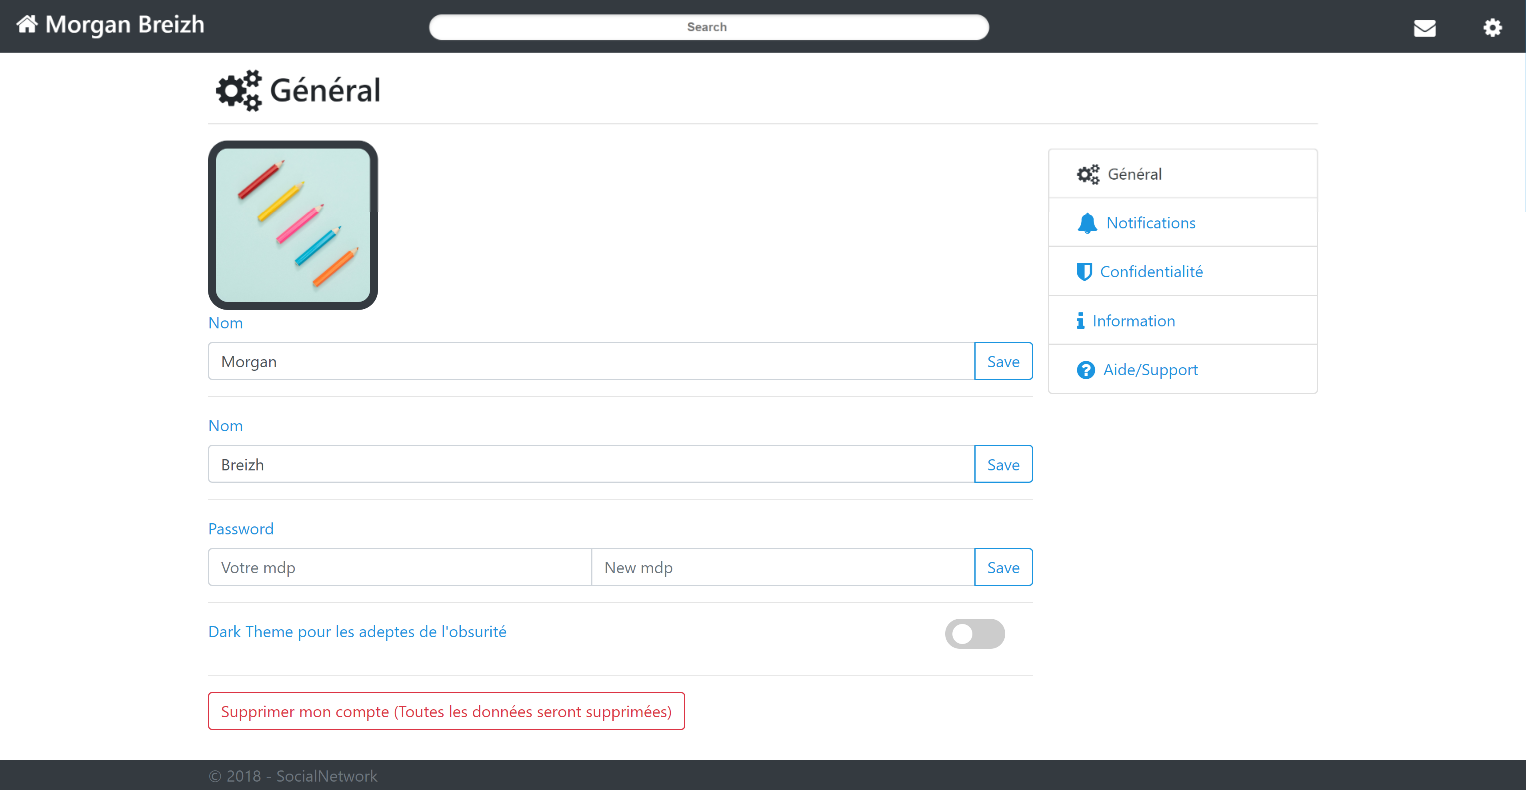 Morgan Breizh
Search
Général
Général
Notifications
Confidentialité
Information
Aide/Support
Nom
Morgan
Save
Nom
Breizh
Save
Password
Votre mdp
New mdp
Save
Dark Theme pour les adeptes de l'obsurité
Supprimer mon compte (Toutes les données seront supprimées)
© 2018 - SocialNetwork